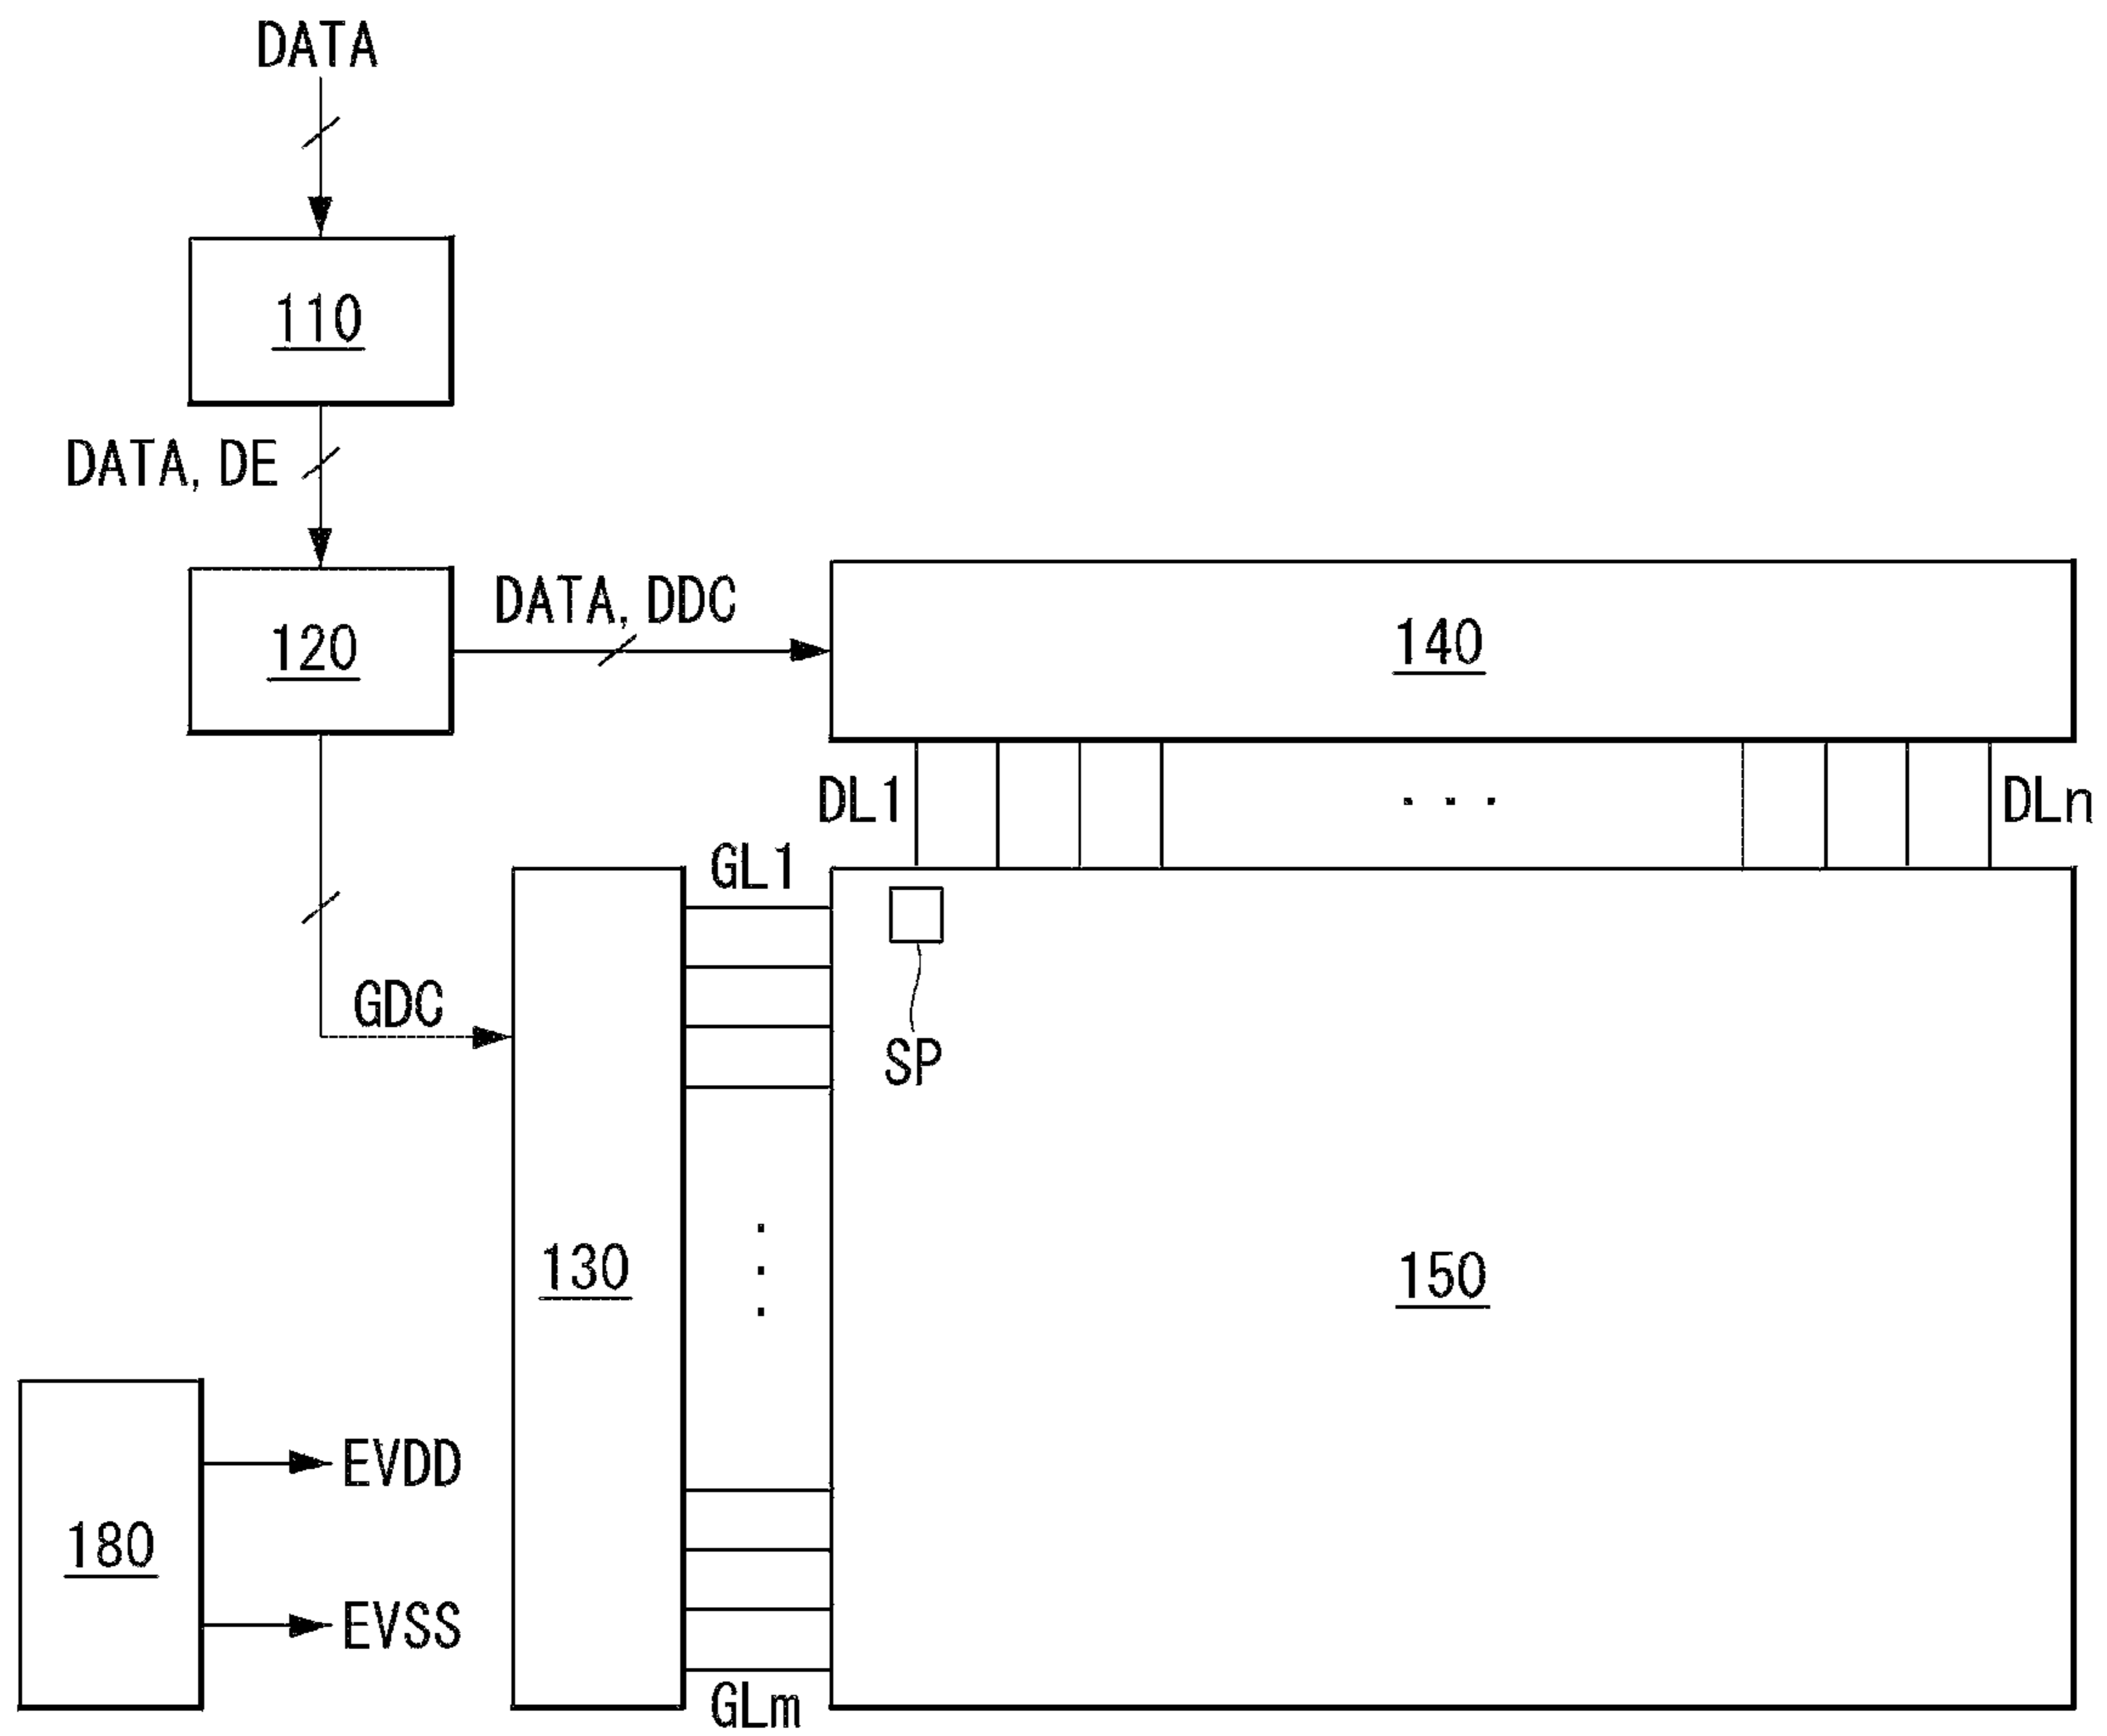 DATA
110
DATA, DE
120
DATA, DDC
140
DL1
DLn
GL1
SP
GDC
130
150
180
EVDD
EVSS
GLm